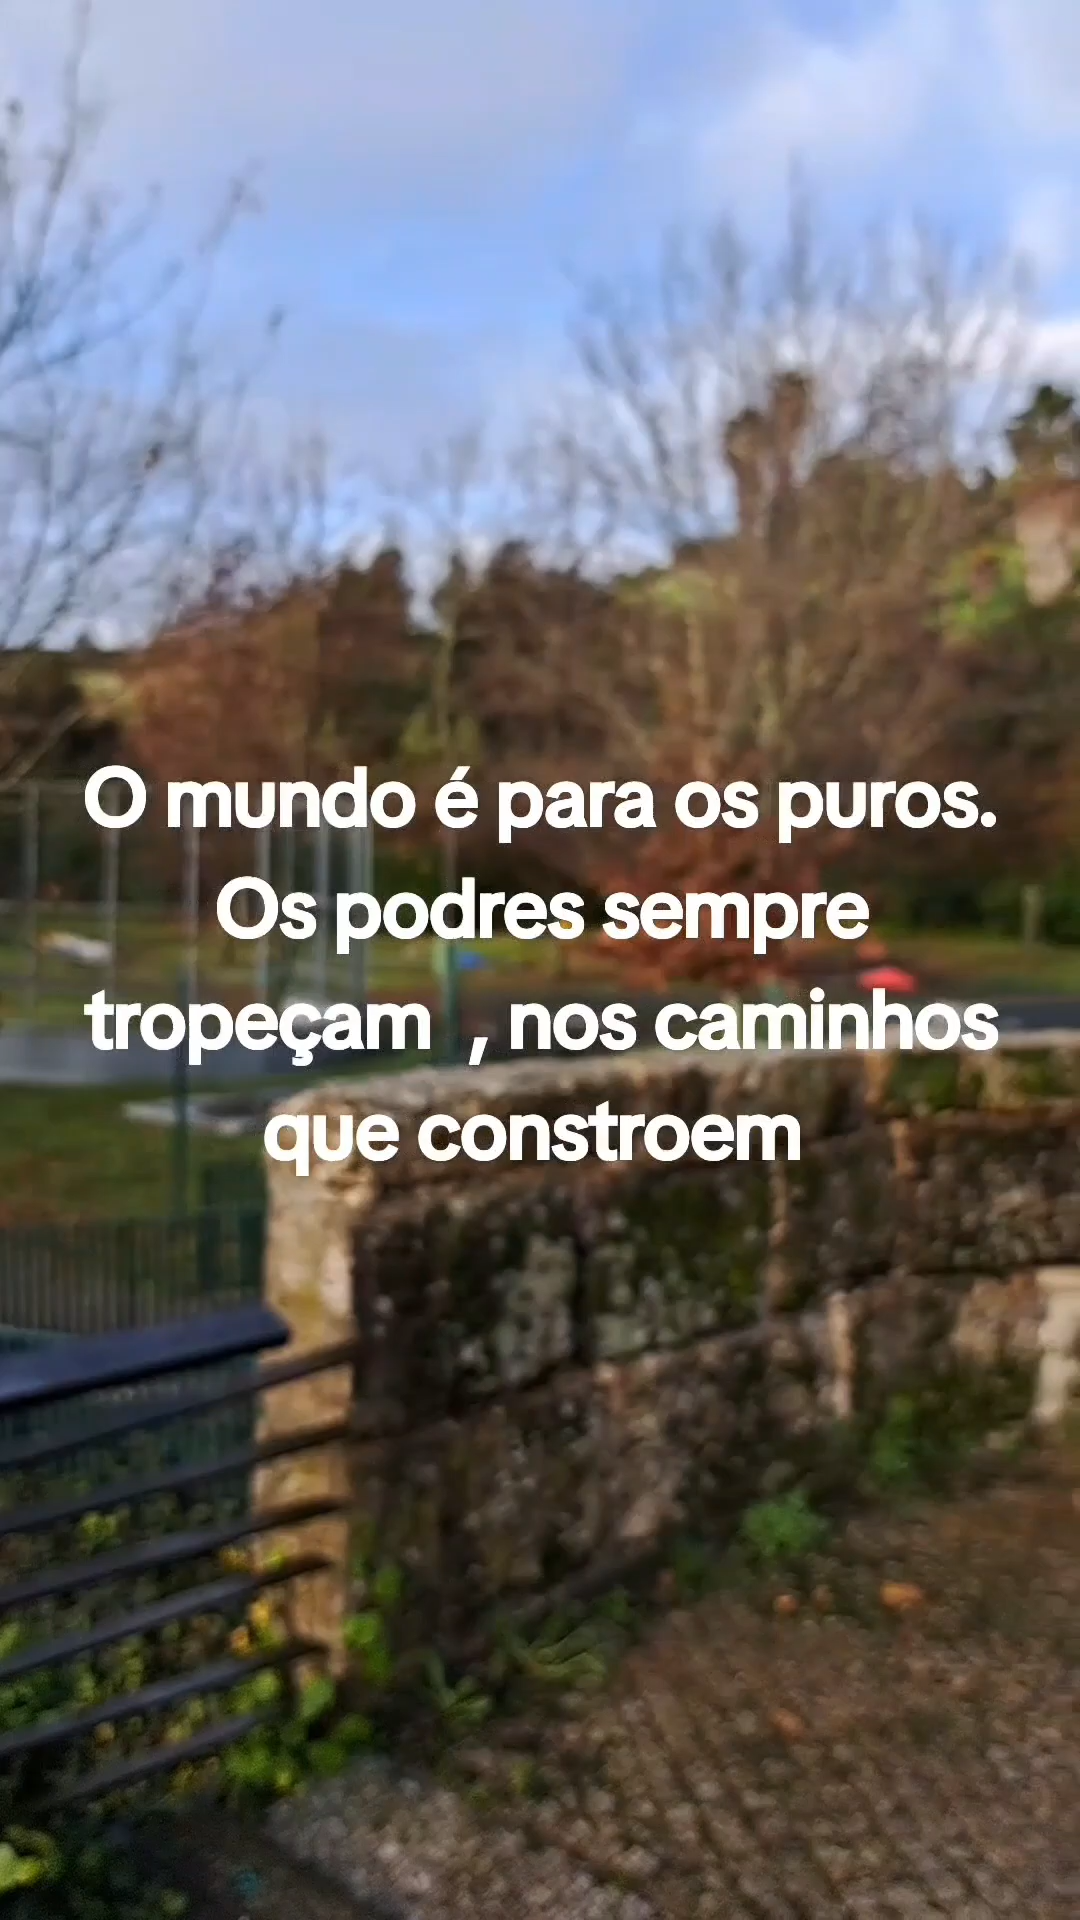 O mundo é para os puros.
Os podres sempre
tropeçam  , nos caminhos
que constroem